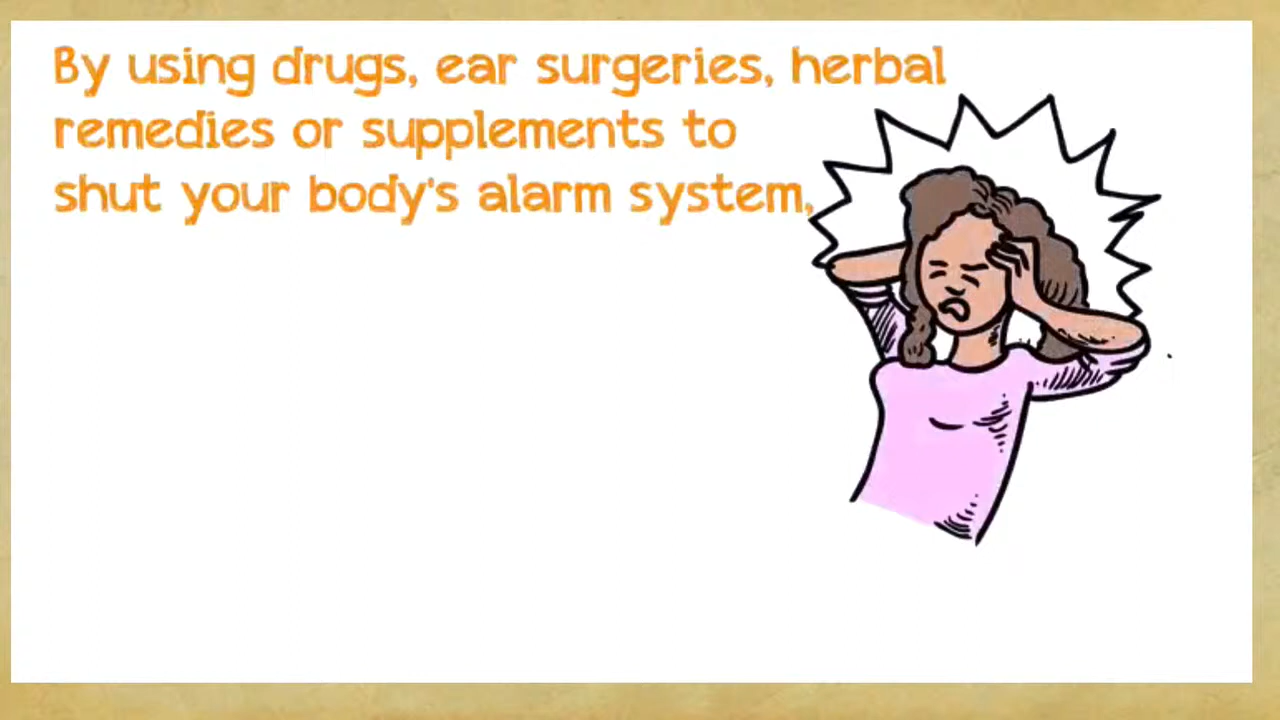 By using drugs, ear surgeries, herbal
remedies or supplements to
shut your body's alarm system,